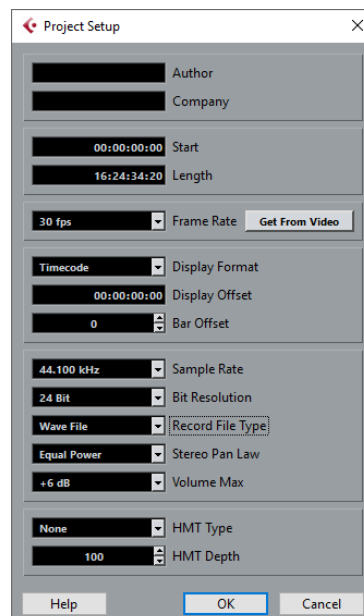 Project Setup
Author
Company
00:00:00:00 Start
16:24:34:20 Length
30 fps Frame Rate Get From Video
Timecode Display Format
00:00:00:00 Display Offset
0 Bar Offset
44.100 kHz Sample Rate
24 Bit Bit Resolution
Wave File Record File Type
Equal Power Stereo Pan Law
+6 dB Volume Max
None HMT Type
100 HMT Depth
Help OK Cancel